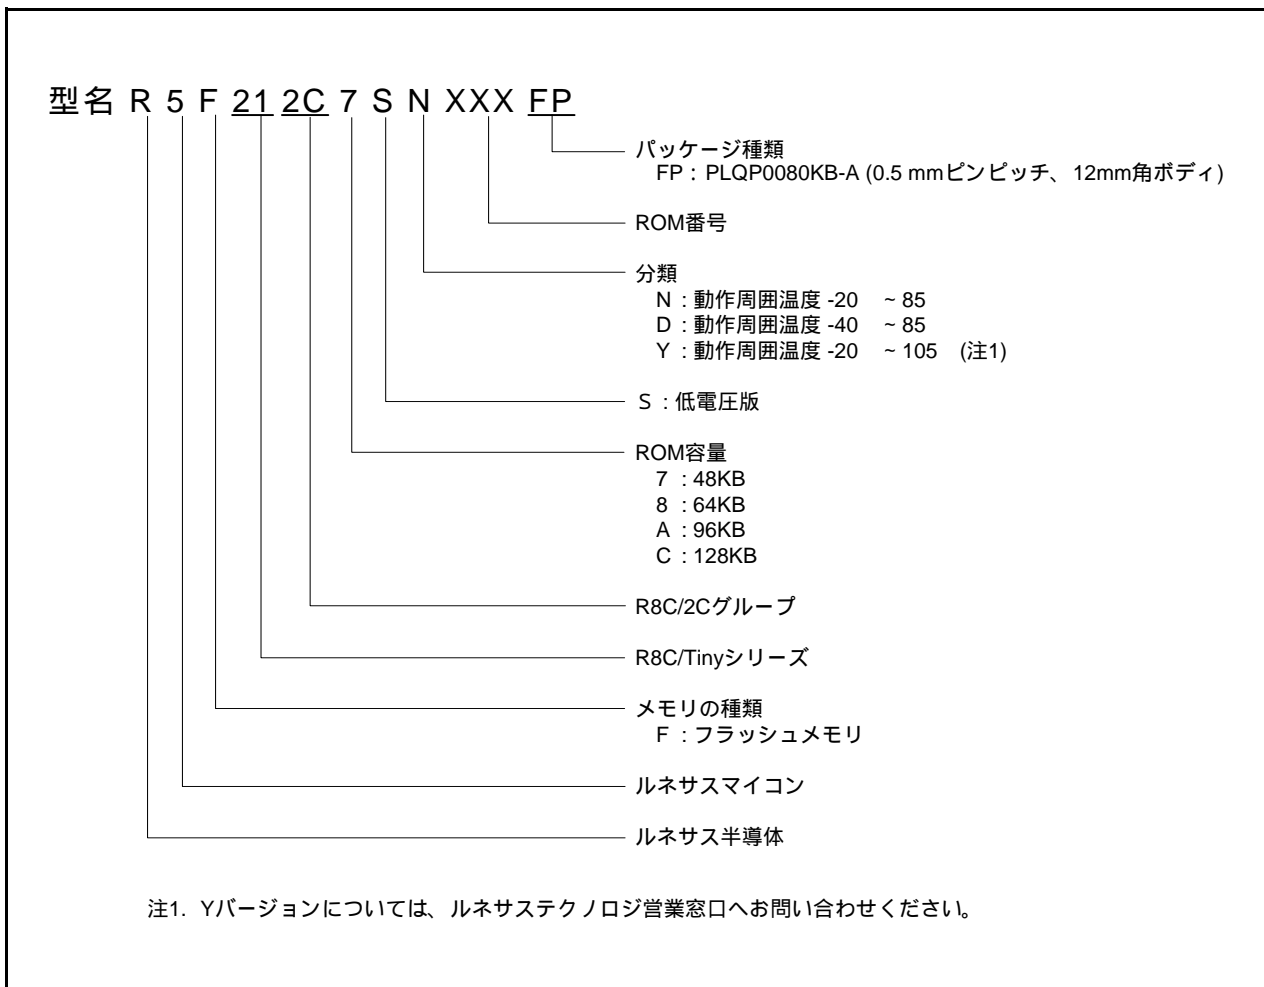 型名 R 5 F 21 2C 7 S N XXX FP
パッケージ種類
FP : PLQP0080KB-A (0.5 mmピンピッチ、12mm角ボディ)
ROM番号
分類
N : 動作周囲温度 -20 ~ 85
D : 動作周囲温度 -40 ~ 85
Y : 動作周囲温度 -20 ~ 105 (注1)
S : 低電圧版
ROM容量
7 : 48KB
8 : 64KB
A : 96KB
C : 128KB
R8C/2Cグループ
R8C/Tinyシリーズ
メモリの種類
F : フラッシュメモリ
ルネサスマイコン
ルネサス半導体
注1. Yバージョンについては、ルネサステクノロジ営業窓口へお問い合わせください。